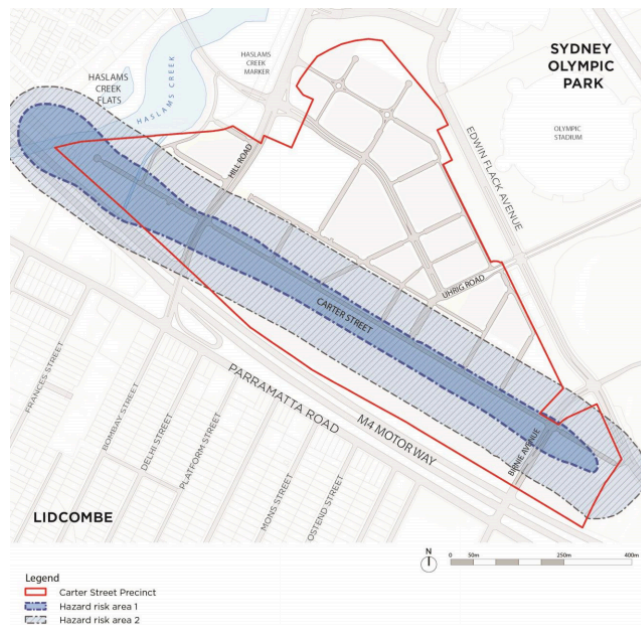 SYDNEY
OLYMPIC
PARK
HASLAMS
CREEK
MARKER
HASLAMS
CREEK
FLATS
HASLAMS CREEK
OLYMPIC
STADIUM
EDWIN FLACK AVENUE
HILL ROAD
UHRIG ROAD
CARTER STREET
FRANCES STREET
BOMBAY STREET
DELHI STREET
PLATFORM STREET
PARRAMATTA ROAD
M4 MOTORWAY
BIRNIE AVENUE
MONS STREET
OSTEND STREET
LIDCOMBE
N
0 50m 250m 400m
Legend
Carter Street Precinct
Hazard risk area 1
Hazard risk area 2